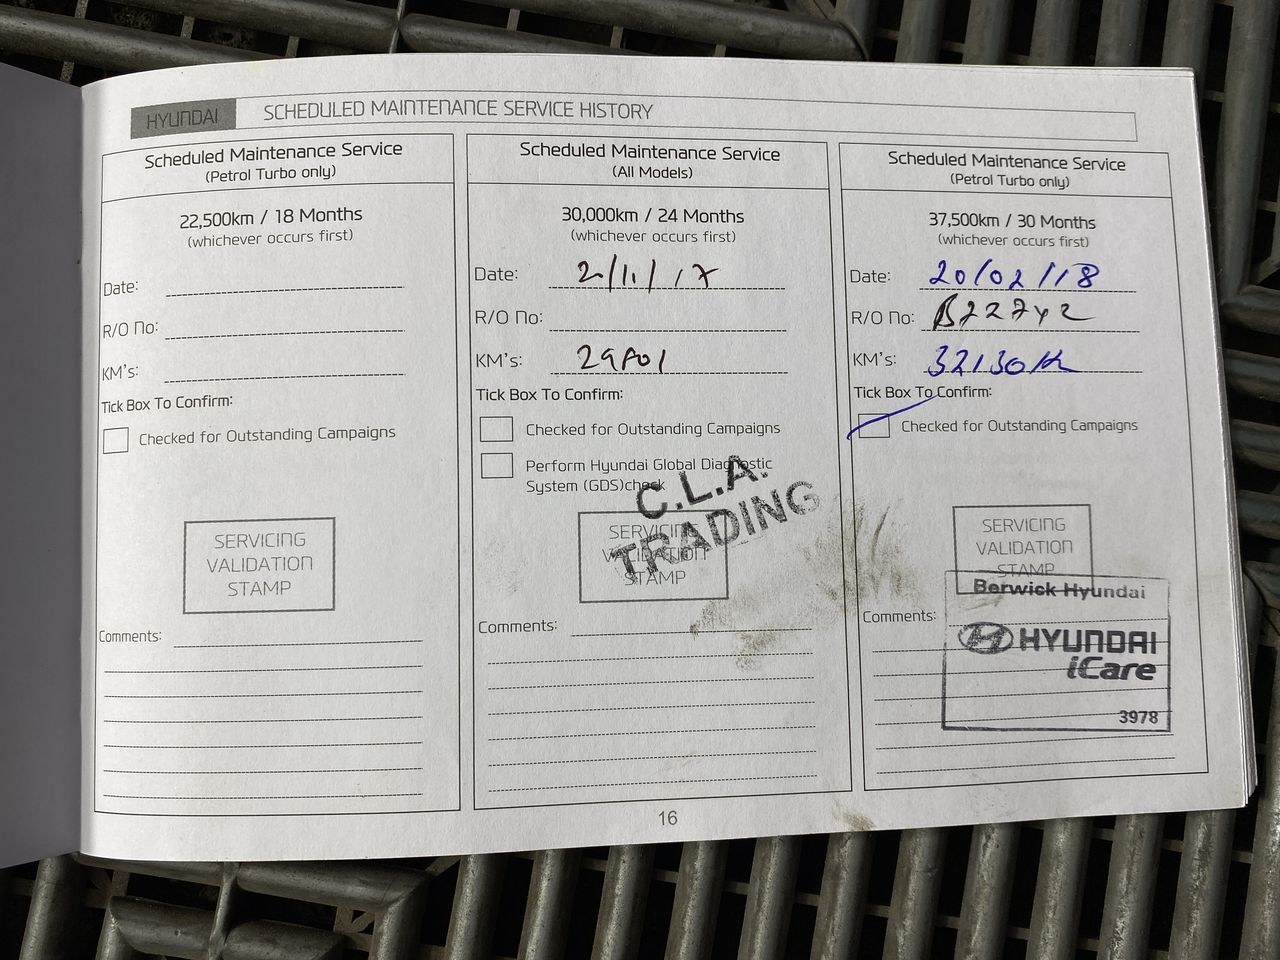 HYUNDAI SCHEDULED MAINTENANCE SERVICE HISTORY
Scheduled Maintenance Service
(Petrol Turbo only)
22,500km / 18 Months
(whichever occurs first)
Date:
R/O No:
KM's:
Tick Box To Confirm:
Checked for Outstanding Campaigns
SERVICING
VALIDATION
STAMP
Comments:
Scheduled Maintenance Service
(All Models)
30,000km / 24 Months
(whichever occurs first)
Date:
R/O No:
KM's:
Tick Box To Confirm:
Checked for Outstanding Campaigns
Perform Hyundai Global Diagnostic
System (GDS)check
C.L.A.
TRADING
SERVICING
VALIDATION
STAMP
Comments:
Scheduled Maintenance Service
(Petrol Turbo only)
37,500km / 30 Months
(whichever occurs first)
Date: 20/02/18
R/O No:
KM's:
Tick Box To Confirm:
Checked for Outstanding Campaigns
SERVICING
VALIDATION
STAMP
Berwick Hyundai
Comments:
HYUNDAI
iCare
3978
16